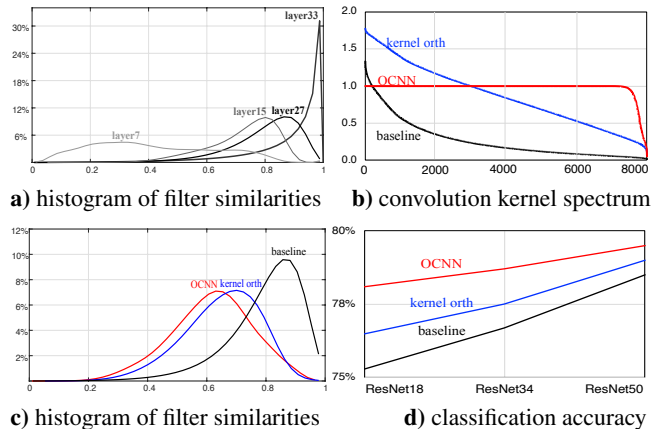 layer33
30%
24%
18%
12%
6%
layer15
layer27
layer7
0
0.2
0.4
0.6
0.8
1
a) histogram of filter similarities
2.0
1.5
1.0
0.5
0.0
kernel orth
OCNN
baseline
0
2000
4000
6000
8000
b) convolution kernel spectrum
12%
10%
8%
6%
4%
2%
baseline
OCNN
kernel orth
0
0.2
0.4
0.6
0.8
1
c) histogram of filter similarities
80%
78%
75%
OCNN
kernel orth
baseline
ResNet18
ResNet34
ResNet50
d) classification accuracy